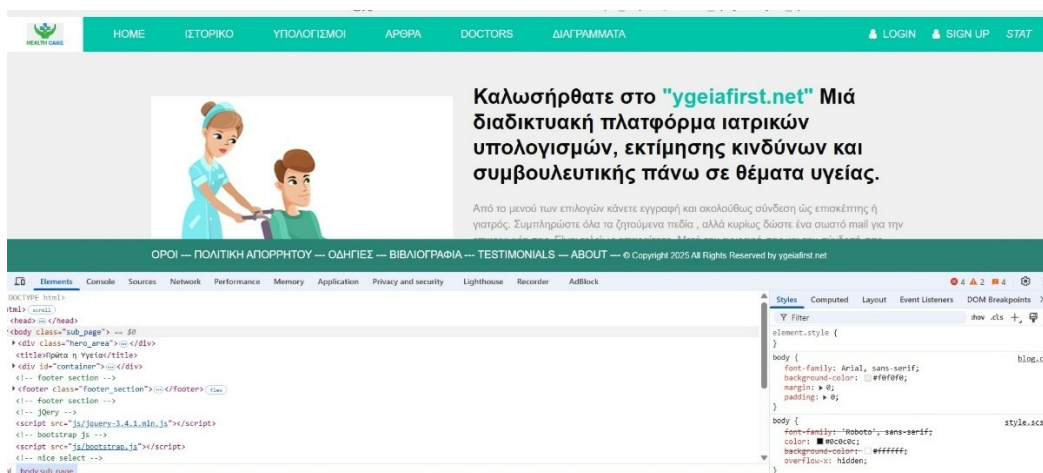 HEALTH CARE
HOME ΙΣΤΟΡΙΚΟ ΥΠΟΛΟΓΙΣΜΟΙ ΑΡΘΡΑ DOCTORS ΔΙΑΓΡΑΜΜΑΤΑ LOGIN SIGN UP STAT
Καλωσήρθατε στο "ygeiafirst.net" Μιά
διαδικτυακή πλατφόρμα ιατρικών
υπολογισμών, εκτίμησης κινδύνων και
συμβουλευτικής πάνω σε θέματα υγείας.
Από το μενού των επιλογών κάνετε εγγραφή και ακολούθως σύνδεση ώς επισκέπτης ή
γιατρός. Συμπληρώστε όλα τα ζητούμενα πεδία , αλλά κυρίως δώστε ένα σωστό mail για την
ΟΡΟΙ --- ΠΟΛΙΤΙΚΗ ΑΠΟΡΡΗΤΟΥ --- ΟΔΗΓΙΕΣ --- ΒΙΒΛΙΟΓΡΑΦΙΑ --- TESTIMONIALS --- ABOUT --- © Copyright 2025 All Rights Reserved by ygeiafirst.net
Elements Console Sources Network Performance Memory Application Privacy and security Lighthouse Recorder AdBlock 4 2 4
DOCTYPE html>
html> scroll
<head> </head>
<body class="sub_page"> == $0
<div class="hero_area"> </div>
<title>Πρώτα η Υγεία</title>
<div id="container"> </div>
<!-- footer section -->
<footer class="footer_section"> </footer> flex
<!-- footer section -->
<!-- jQery -->
<script src="js/jquery-3.4.1.min.js"></script>
<!-- bootstrap js -->
<script src="js/bootstrap.js"></script>
<!-- nice select -->
body.sub_page
Styles Computed Layout Event Listeners DOM Breakpoints
Filter :hov .cls
element.style {
}
body { blog.c
font-family: Arial, sans-serif;
background-color: #f0f0f0;
margin: 0;
padding: 0;
}
body { style.scs
font-family: 'Roboto', sans-serif;
color: #0c0c0c;
background-color: #ffffff;
overflow-x: hidden;
}